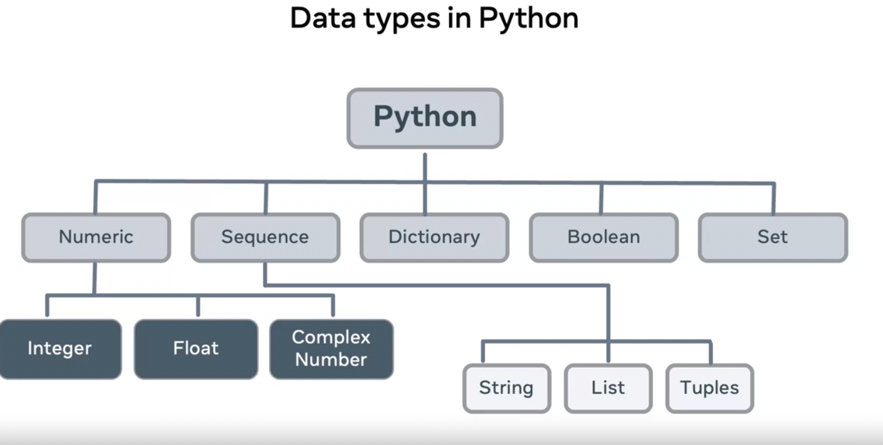 Data types in Python
Python
Numeric
Sequence
Dictionary
Boolean
Set
Integer
Float
Complex
Number
String
List
Tuples